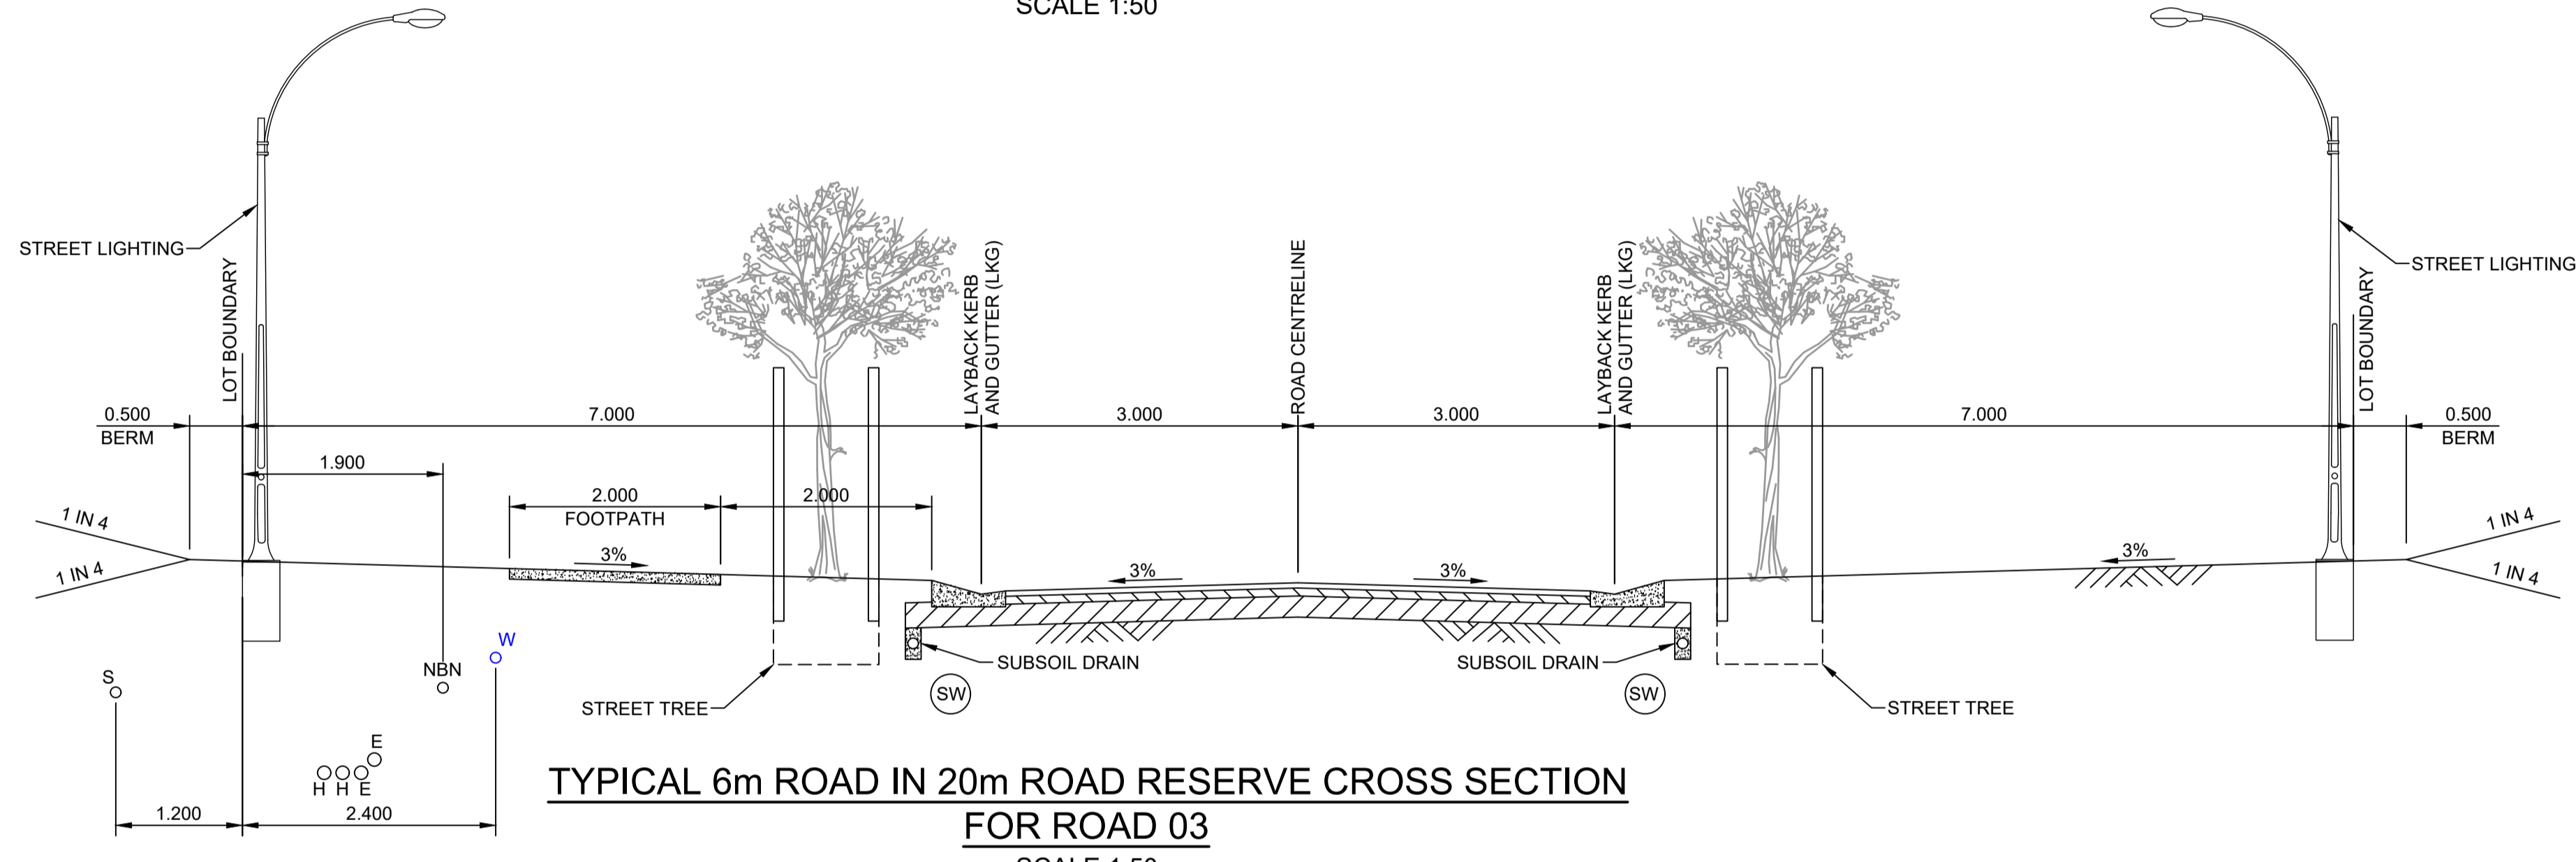 SCALE 1:50
STREET LIGHTING
STREET LIGHTING
LOT BOUNDARY
LAYBACK KERB
AND GUTTER (LKG)
ROAD CENTRELINE
LAYBACK KERB
AND GUTTER (LKG)
LOT BOUNDARY
0.500
BERM
7.000
3.000
3.000
7.000
0.500
BERM
1.900
2.000
FOOTPATH
2.000
1 IN 4
1 IN 4
3%
3%
3%
3%
1 IN 4
1 IN 4
S
NBN
W
SUBSOIL DRAIN
SUBSOIL DRAIN
SW
SW
STREET TREE
STREET TREE
E
H H E
1.200
2.400
TYPICAL 6m ROAD IN 20m ROAD RESERVE CROSS SECTION
FOR ROAD 03
SCALE 1:50